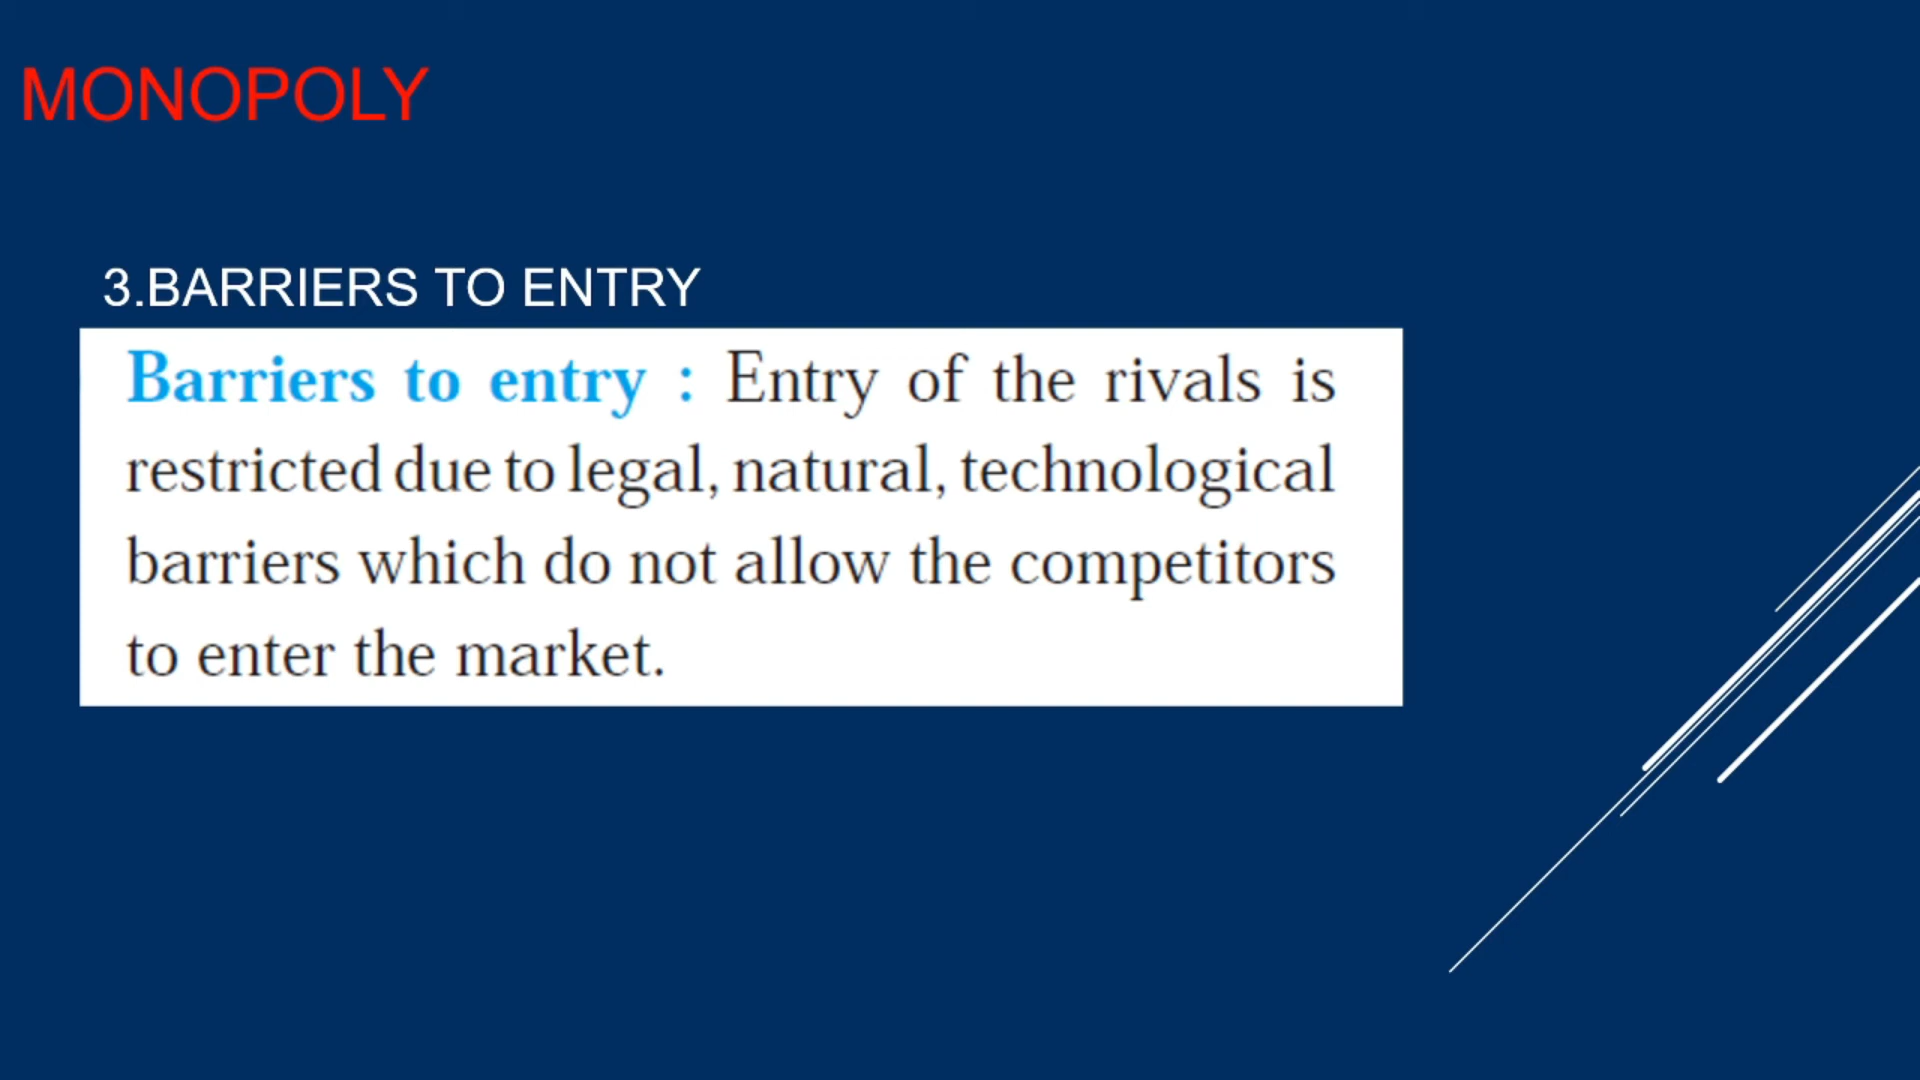 MONOPOLY
3.BARRIERS TO ENTRY
Barriers to entry : Entry of the rivals is
restricted due to legal, natural, technological
barriers which do not allow the competitors
to enter the market.